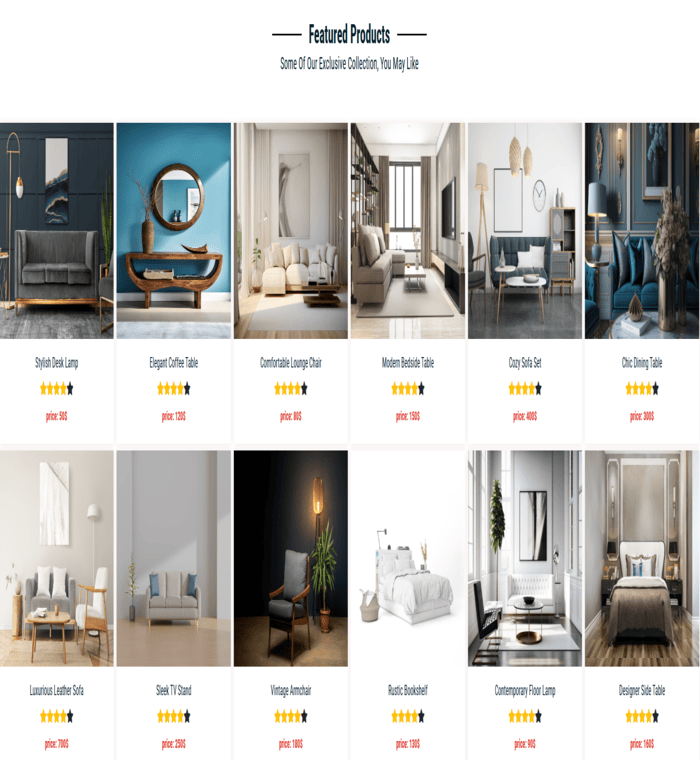 Featured Products
Some Of Our Exclusive Collection, You May Like
Stylish Desk Lamp
price: 50$
Elegant Coffee Table
price: 120$
Comfortable Lounge Chair
price: 80$
Modern Bedside Table
price: 150$
Cozy Sofa Set
price: 400$
Chic Dining Table
price: 300$
Luxurious Leather Sofa
price: 700$
Sleek TV Stand
price: 250$
Vintage Armchair
price: 180$
Rustic Bookshelf
price: 130$
Contemporary Floor Lamp
price: 90$
Designer Side Table
price: 160$